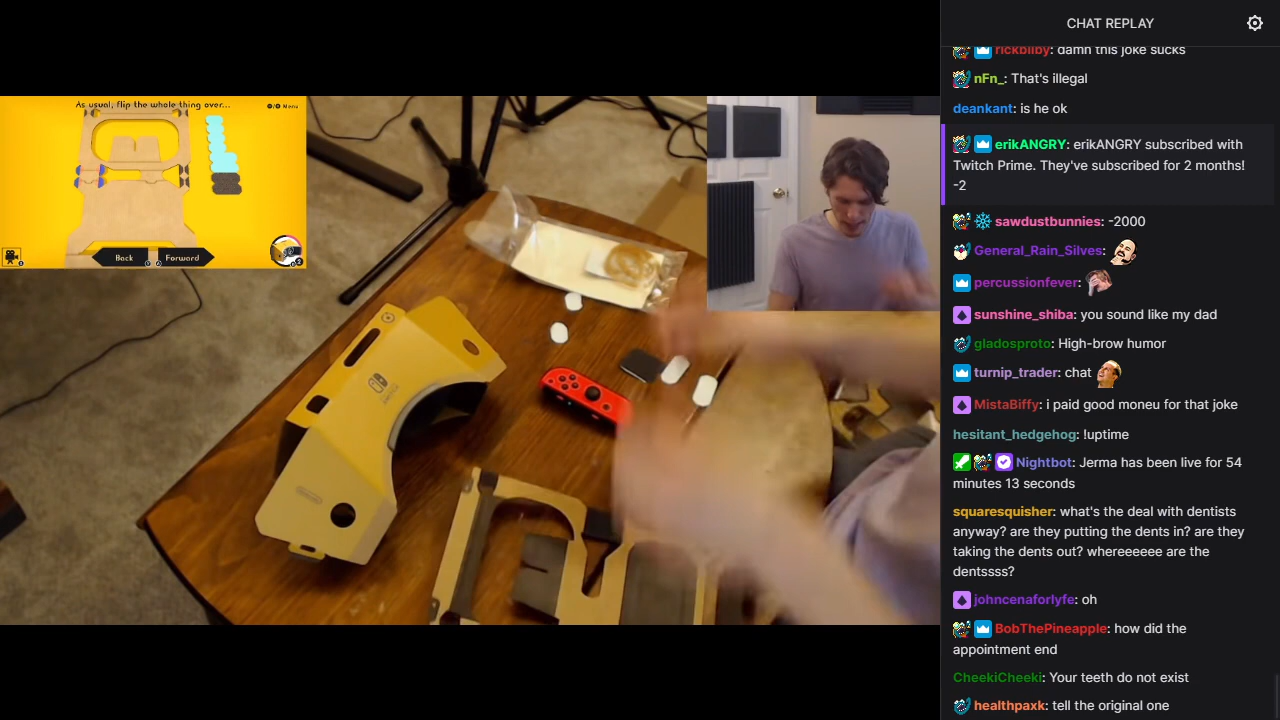 As usual, flip the whole thing over...
Menu
Back
Forward
CHAT REPLAY
rickbilby: damn this joke sucks
nFn_: That's illegal
deankant: is he ok
erikANGRY: erikANGRY subscribed with
Twitch Prime. They've subscribed for 2 months!
-2
sawdustbunnies: -2000
General_Rain_Silves:
percussionfever:
sunshine_shiba: you sound like my dad
gladosproto: High-brow humor
turnip_trader: chat
MistaBiffy: i paid good moneu for that joke
hesitant_hedgehog: !uptime
Nightbot: Jerma has been live for 54
minutes 13 seconds
squaresquisher: what's the deal with dentists
anyway? are they putting the dents in? are they
taking the dents out? whereeeeee are the
dentssss?
johncenaforlyfe: oh
BobThePineapple: how did the
appointment end
CheekiCheeki: Your teeth do not exist
healthpaxk: tell the original one